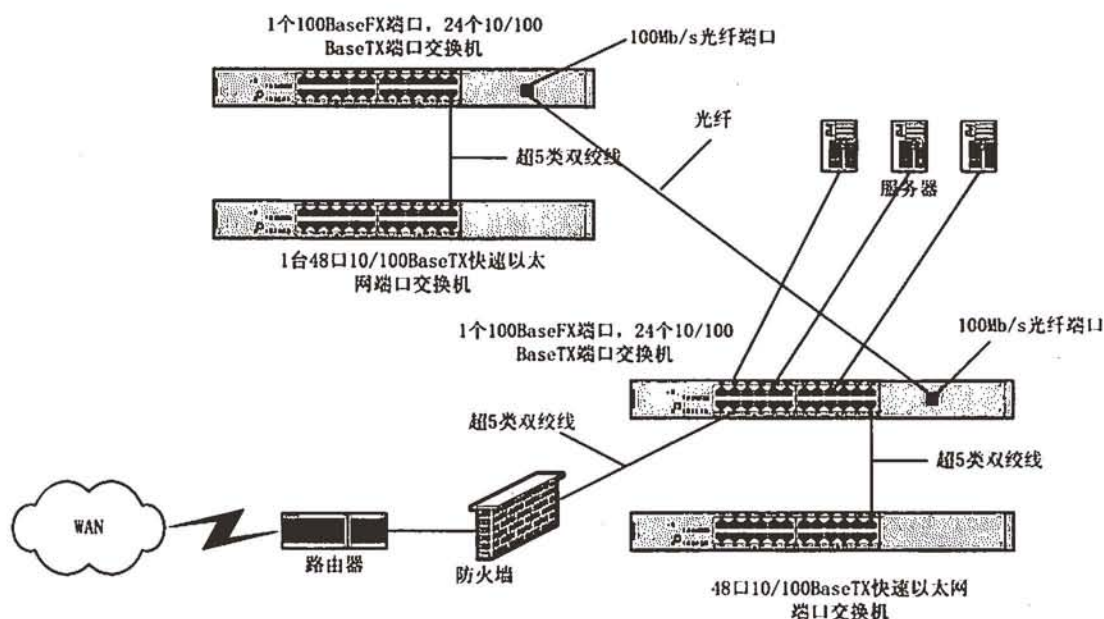 1个100BaseFX端口，24个10/100
BaseTX端口交换机
100Mb/s光纤端口
光纤
超5类双绞线
服务器
1台48口10/100BaseTX快速以太
网端口交换机
1个100BaseFX端口，24个10/100
BaseTX端口交换机
100Mb/s光纤端口
超5类双绞线
超5类双绞线
WAN
路由器
防火墙
48口10/100BaseTX快速以太网
端口交换机